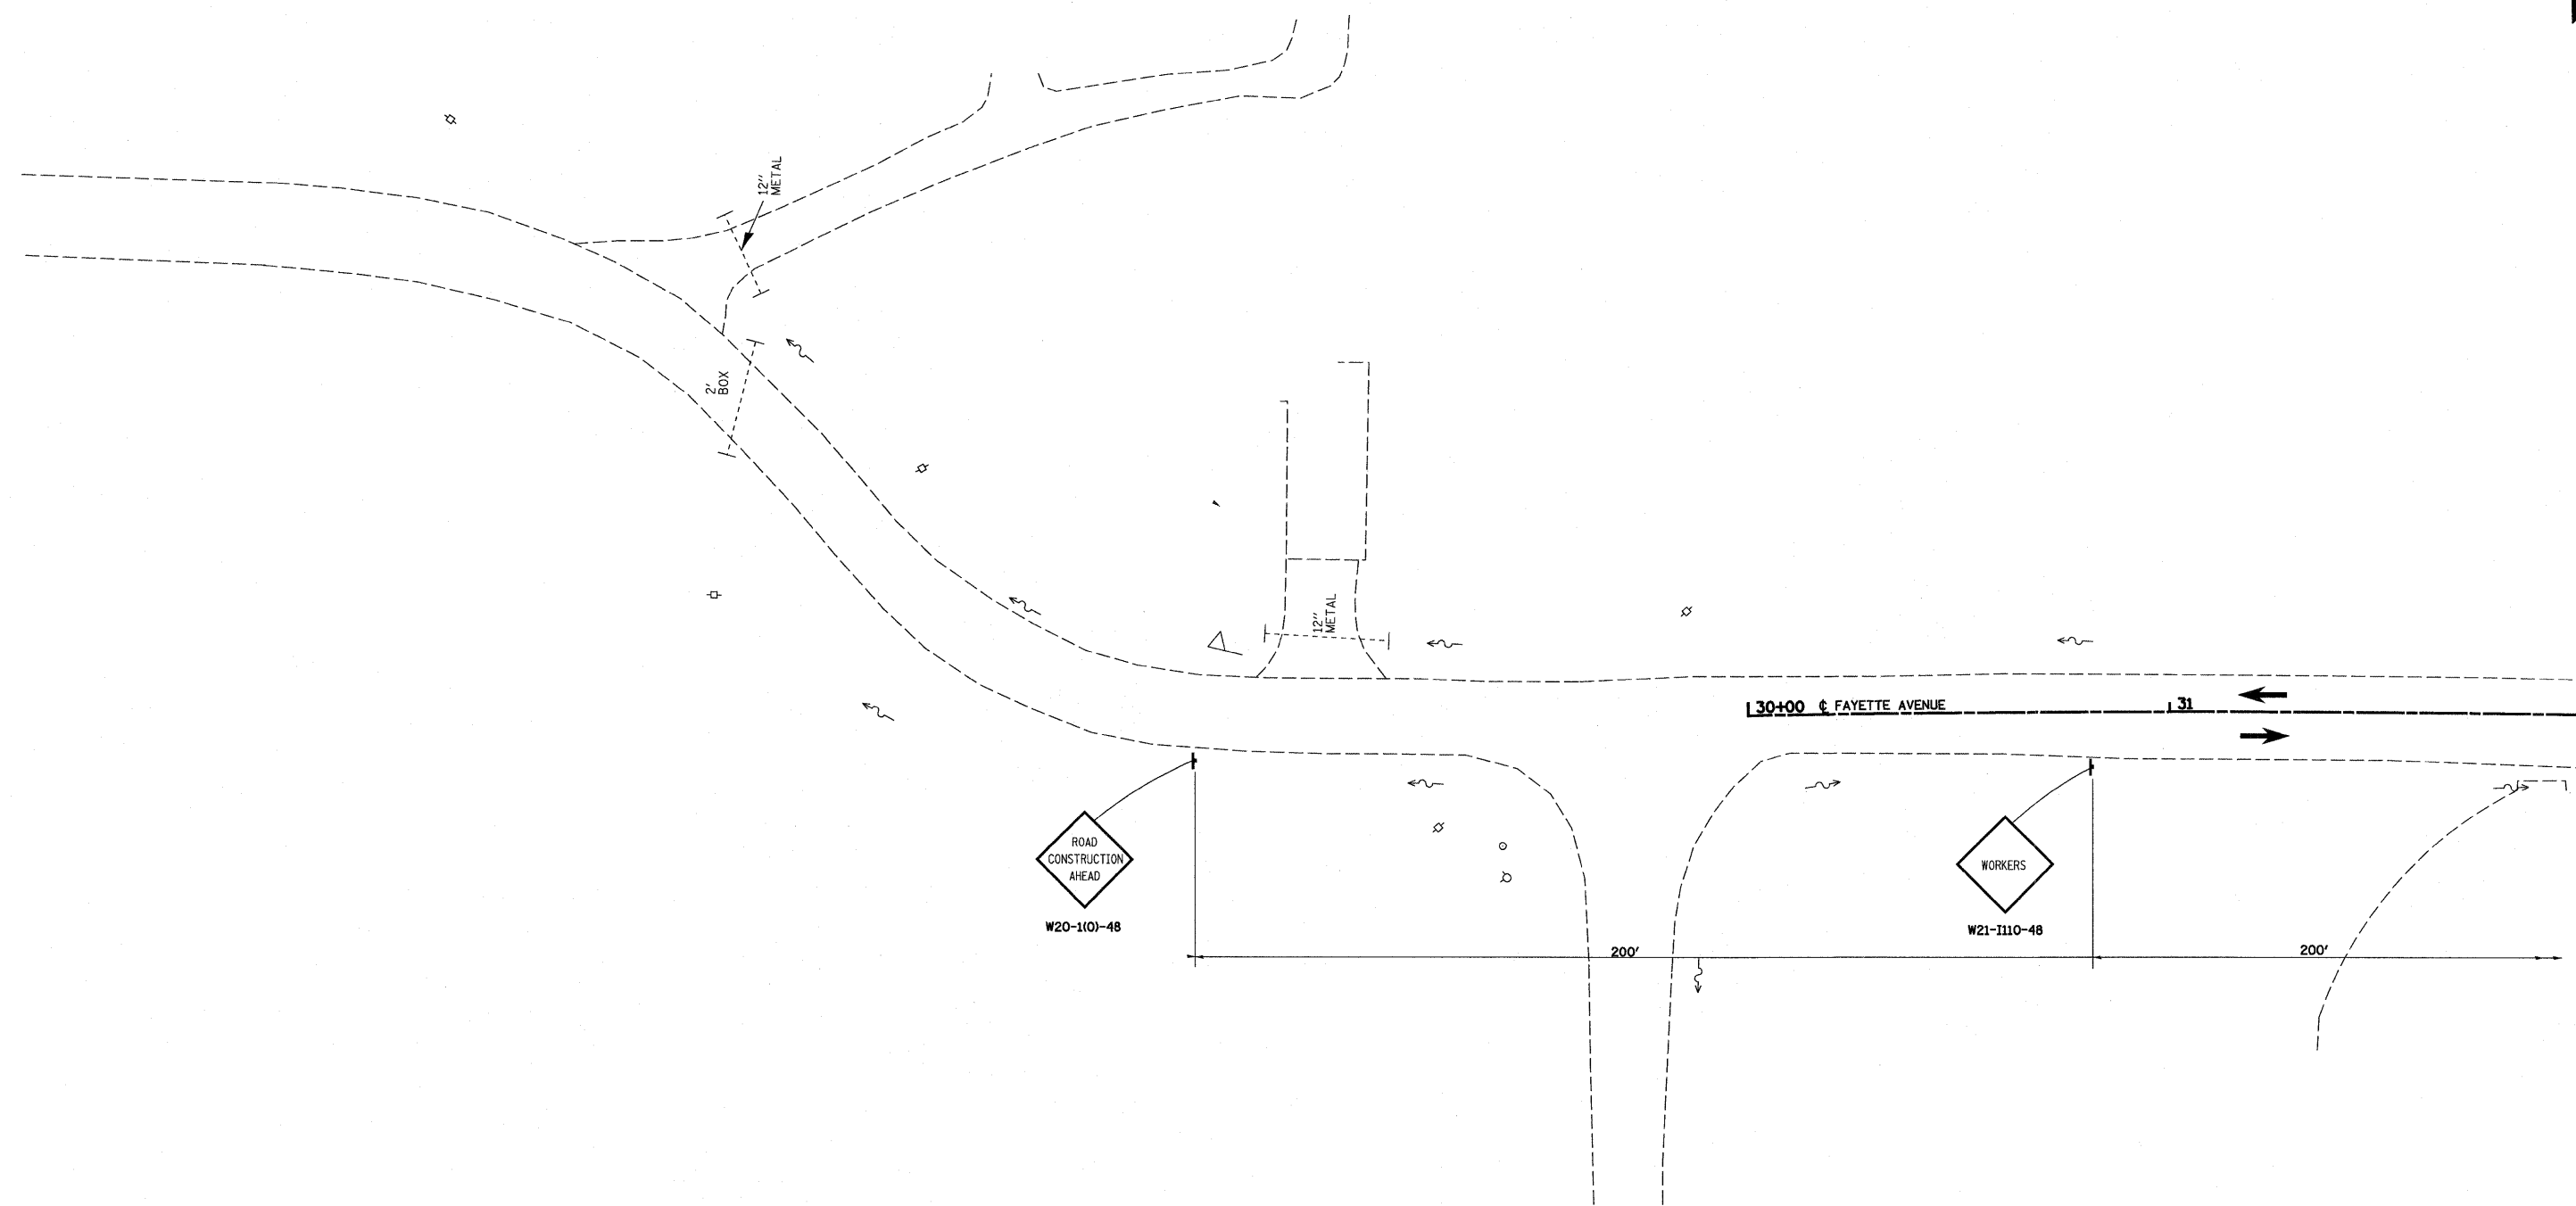 12"
METAL
2'
BOX
12"
METAL
30+00 ℄ FAYETTE AVENUE
31
ROAD
CONSTRUCTION
AHEAD
W20-1(O)-48
WORKERS
W21-I110-48
200'
200'